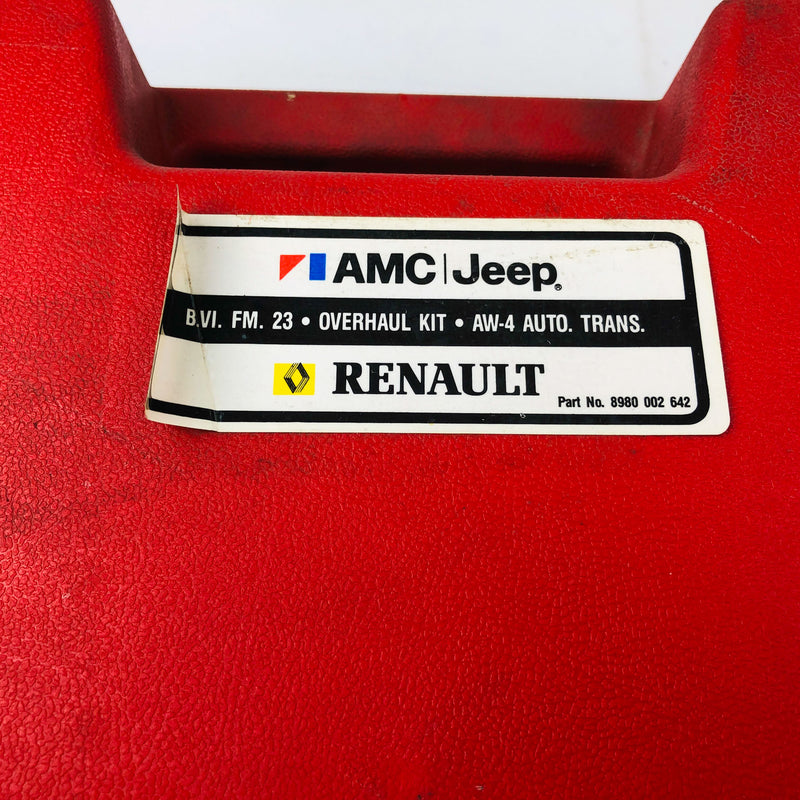 AMC|Jeep®
B.VI. FM. 23 • OVERHAUL KIT • AW-4 AUTO. TRANS.
RENAULT
Part No. 8980 002 642